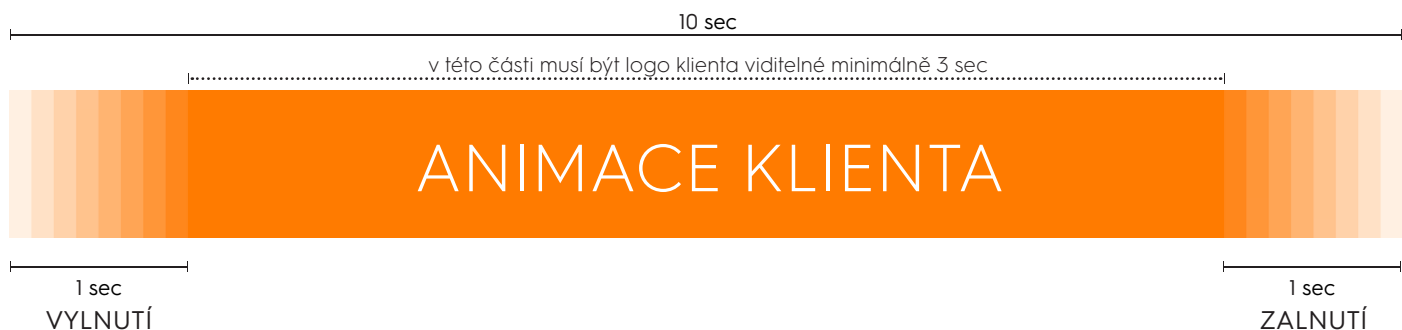 10 sec
v této části musí být logo klienta viditelné minimálně 3 sec
ANIMACE KLIENTA
1 sec
VYLNUTÍ
1 sec
ZALNUTÍ